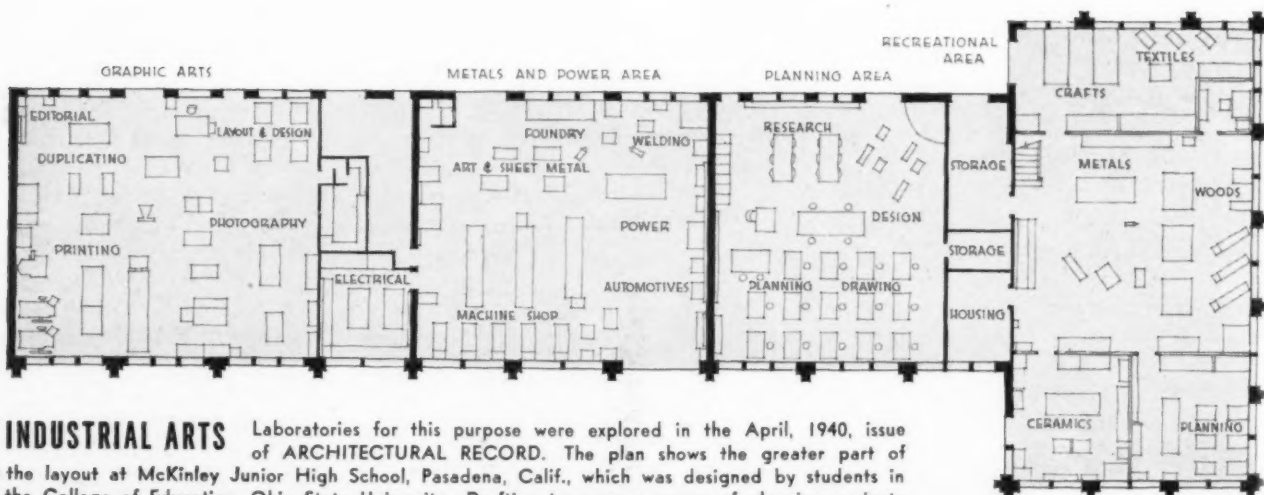 GRAPHIC ARTS
METALS AND POWER AREA
PLANNING AREA
RECREATIONAL
AREA
EDITORIAL
LAYOUT & DESIGN
DUPLICATING
PHOTOGRAPHY
PRINTING
ELECTRICAL
FOUNDRY
WELDING
ART & SHEET METAL
POWER
AUTOMOTIVES
MACHINE SHOP
RESEARCH
DESIGN
PLANNING DRAWING
STORAGE
STORAGE
HOUSING
TEXTILES
CRAFTS
METALS
WOODS
CERAMICS
PLANNING
INDUSTRIAL ARTS Laboratories for this purpose were explored in the April, 1940, issue
of ARCHITECTURAL RECORD. The plan shows the greater part of
the layout at McKinley Junior High School, Pasadena, Calif., which was designed by students in